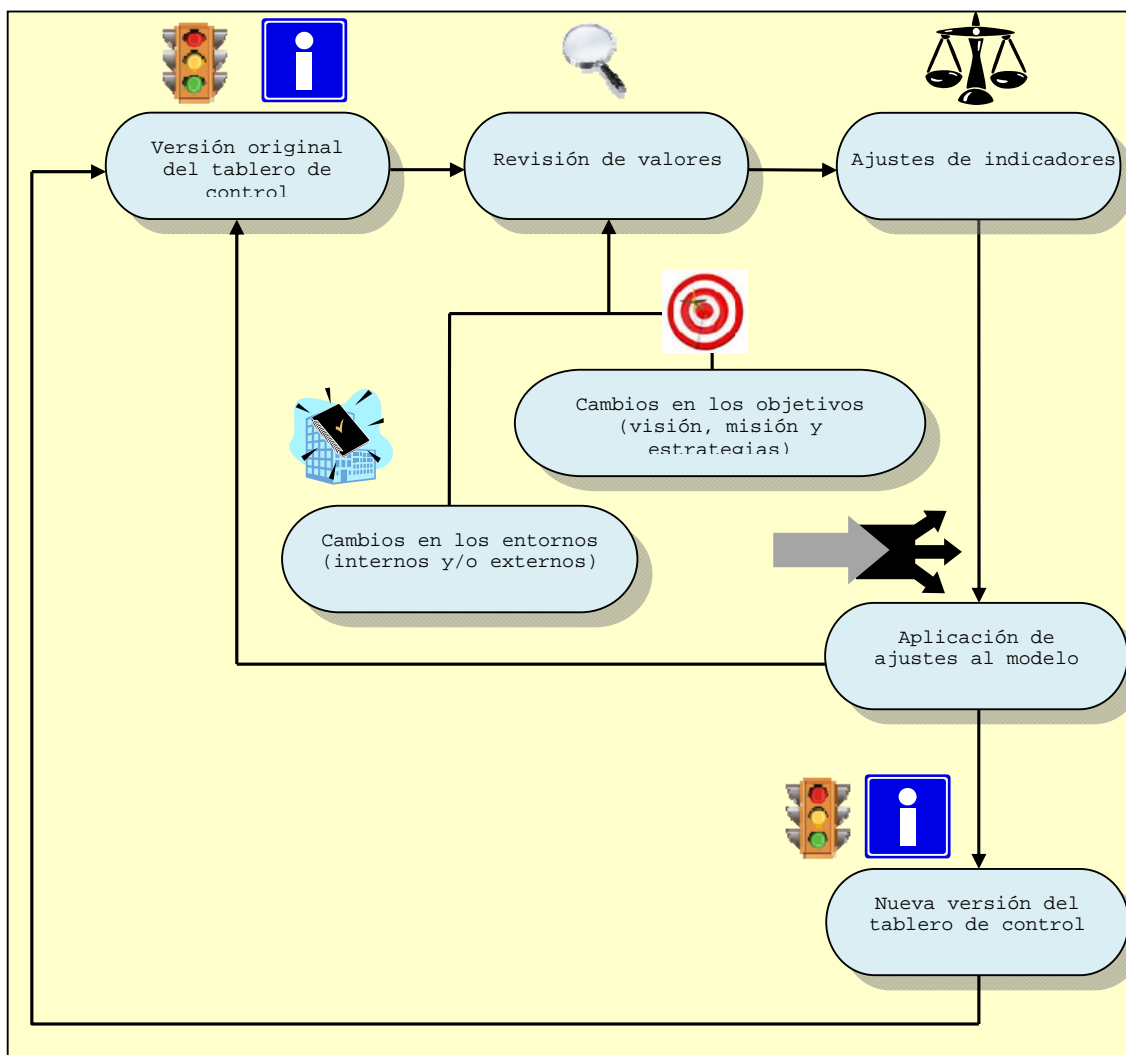 Versión original
del tablero de
control
Revisión de valores
Ajustes de indicadores
Cambios en los objetivos
(visión, misión y
estrategias)
Cambios en los entornos
(internos y/o externos)
Aplicación de
ajustes al modelo
Nueva versión del
tablero de control